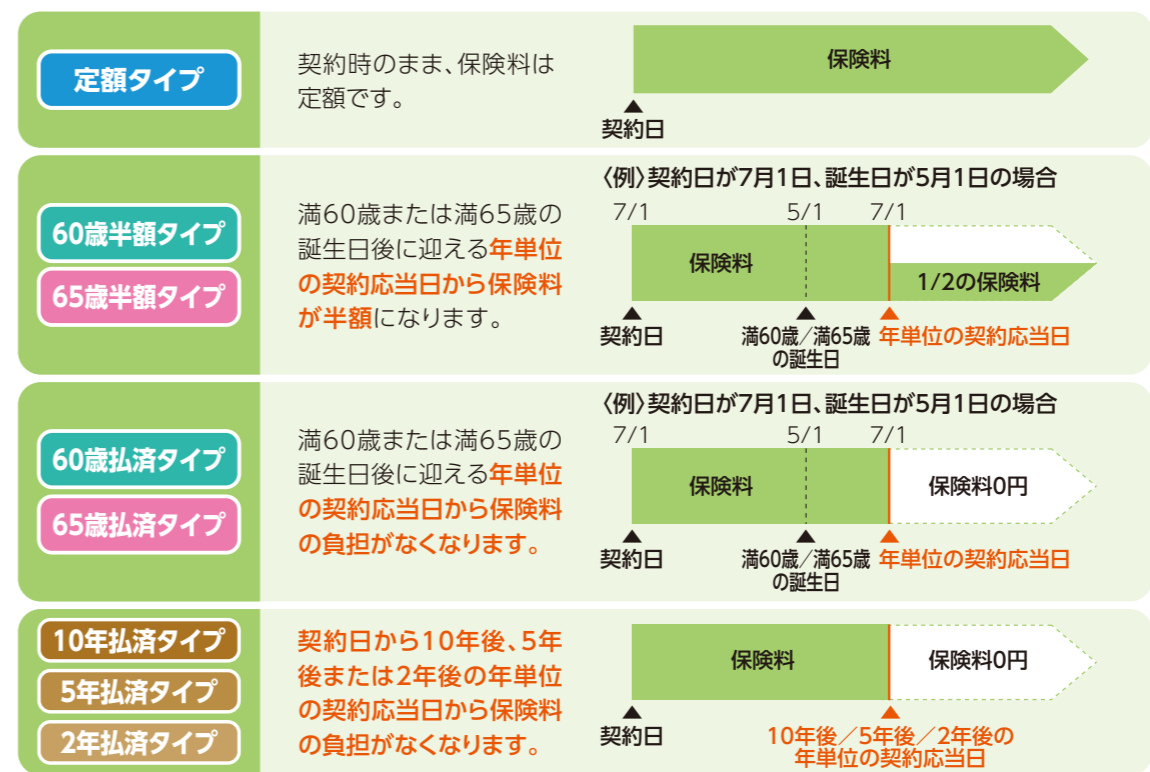 定額タイプ
契約時のまま、保険料は
定額です。
保険料
▲
契約日
60歳半額タイプ
65歳半額タイプ
満60歳または満65歳の
誕生日後に迎える年単位
の契約応当日から保険料
が半額になります。
〈例〉契約日が7月1日、誕生日が5月1日の場合
7/1 5/1 7/1
保険料
1/2の保険料
▲ ▲ ▲
契約日 満60歳/満65歳 年単位の契約応当日
の誕生日
60歳払済タイプ
65歳払済タイプ
満60歳または満65歳の
誕生日後に迎える年単位
の契約応当日から保険料
の負担がなくなります。
〈例〉契約日が7月1日、誕生日が5月1日の場合
7/1 5/1 7/1
保険料 保険料0円
▲ ▲ ▲
契約日 満60歳/満65歳 年単位の契約応当日
の誕生日
10年払済タイプ
5年払済タイプ
2年払済タイプ
契約日から10年後、5年
後または2年後の年単位
の契約応当日から保険料
の負担がなくなります。
保険料 保険料0円
▲ ▲
契約日 10年後/5年後/2年後の
年単位の契約応当日